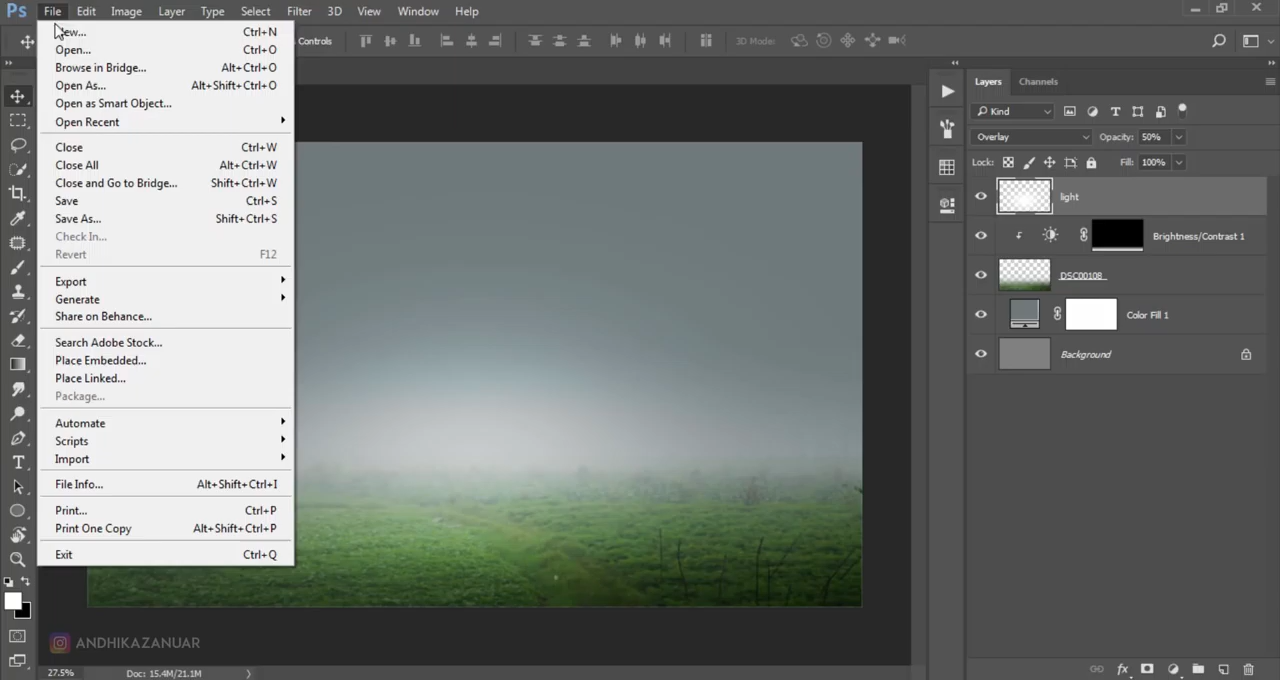 Ps File Edit Image Layer Type Select Filter 3D View Window Help
Controls 3D Mode:
New... Ctrl+N
Open... Ctrl+O
Browse in Bridge... Alt+Ctrl+O
Open As... Alt+Shift+Ctrl+O
Open as Smart Object...
Open Recent
Close Ctrl+W
Close All Alt+Ctrl+W
Close and Go to Bridge... Shift+Ctrl+W
Save Ctrl+S
Save As... Shift+Ctrl+S
Check In...
Revert F12
Export
Generate
Share on Behance...
Search Adobe Stock...
Place Embedded...
Place Linked...
Package...
Automate
Scripts
Import
File Info... Alt+Shift+Ctrl+I
Print... Ctrl+P
Print One Copy Alt+Shift+Ctrl+P
Exit Ctrl+Q
ANDHIKAZANUAR
27.5% Doc: 15.4M/21.1M
Layers Channels
Kind
Overlay Opacity: 50%
Lock: Fill: 100%
light
Brightness/Contrast 1
DSC00108
Color Fill 1
Background
fx